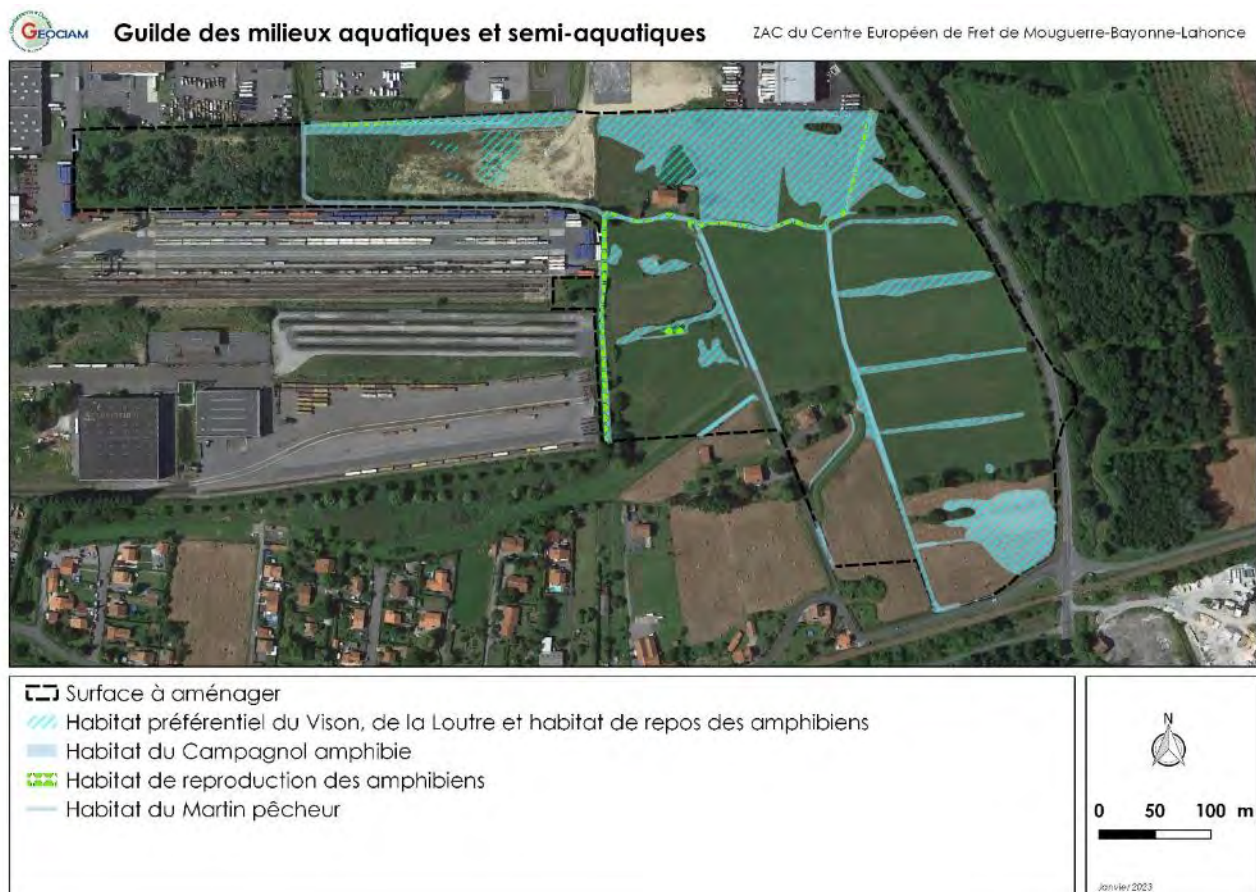 GEOCIAM
Guilde des milieux aquatiques et semi-aquatiques
ZAC du Centre Européen de Fret de Mouguerre-Bayonne-Lahonce
Surface à aménager
Habitat préférentiel du Vison, de la Loutre et habitat de repos des amphibiens
Habitat du Campagnol amphibie
Habitat de reproduction des amphibiens
Habitat du Martin pêcheur
N
0 50 100 m
Janvier 2023